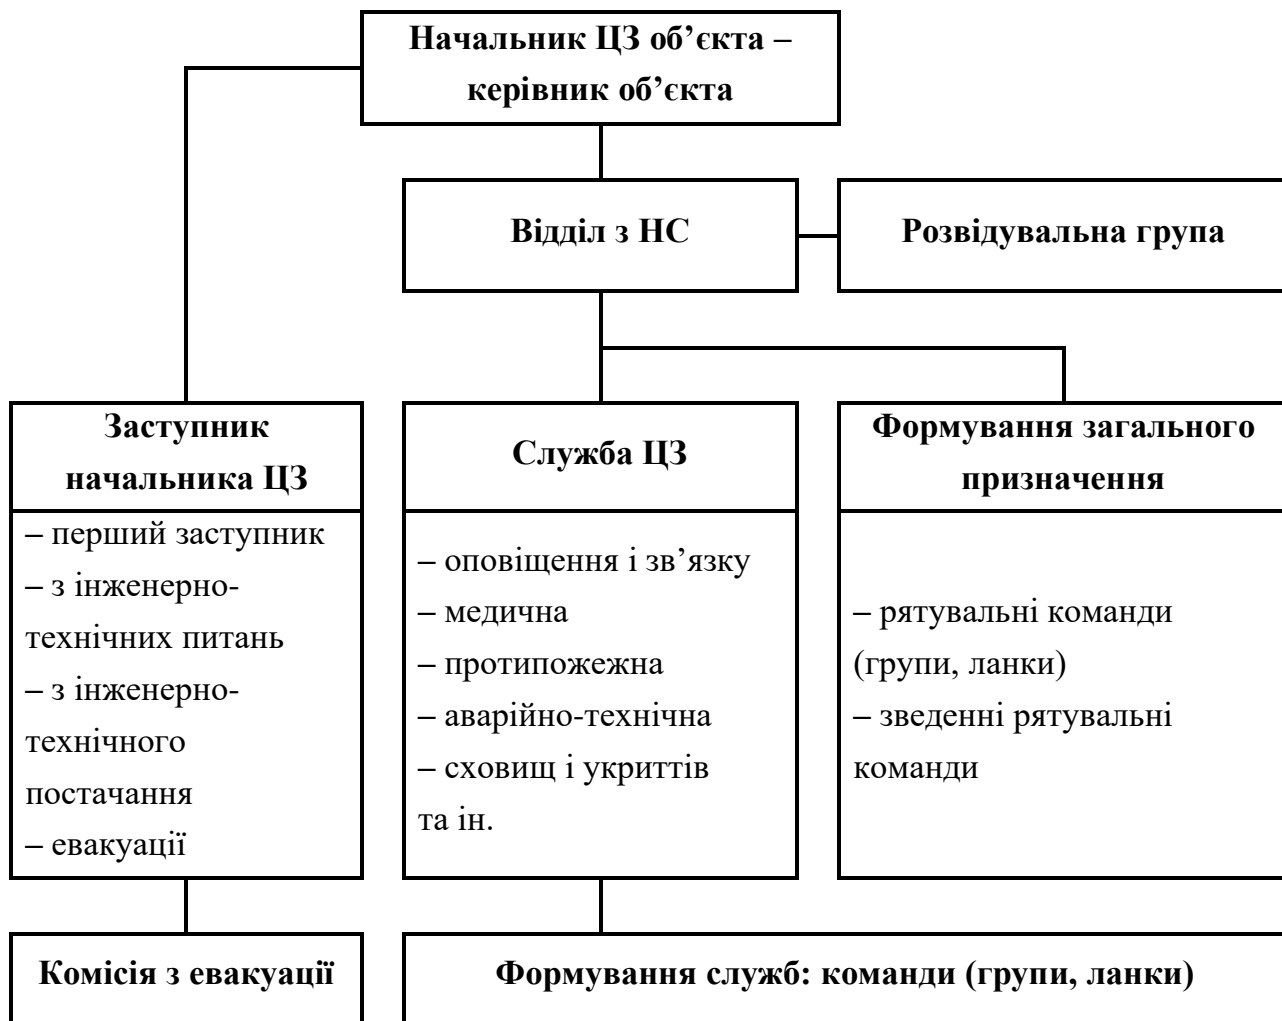 Начальник ЦЗ об’єкта –
керівник об’єкта
Відділ з НС
Розвідувальна група
Заступник
начальника ЦЗ
– перший заступник
– з інженерно-
технічних питань
– з інженерно-
технічного
постачання
– евакуації
Служба ЦЗ
– оповіщення і зв’язку
– медична
– протипожежна
– аварійно-технічна
– сховищ і укриттів
та ін.
Формування загального
призначення
– рятувальні команди
(групи, ланки)
– зведенні рятувальні
команди
Комісія з евакуації
Формування служб: команди (групи, ланки)